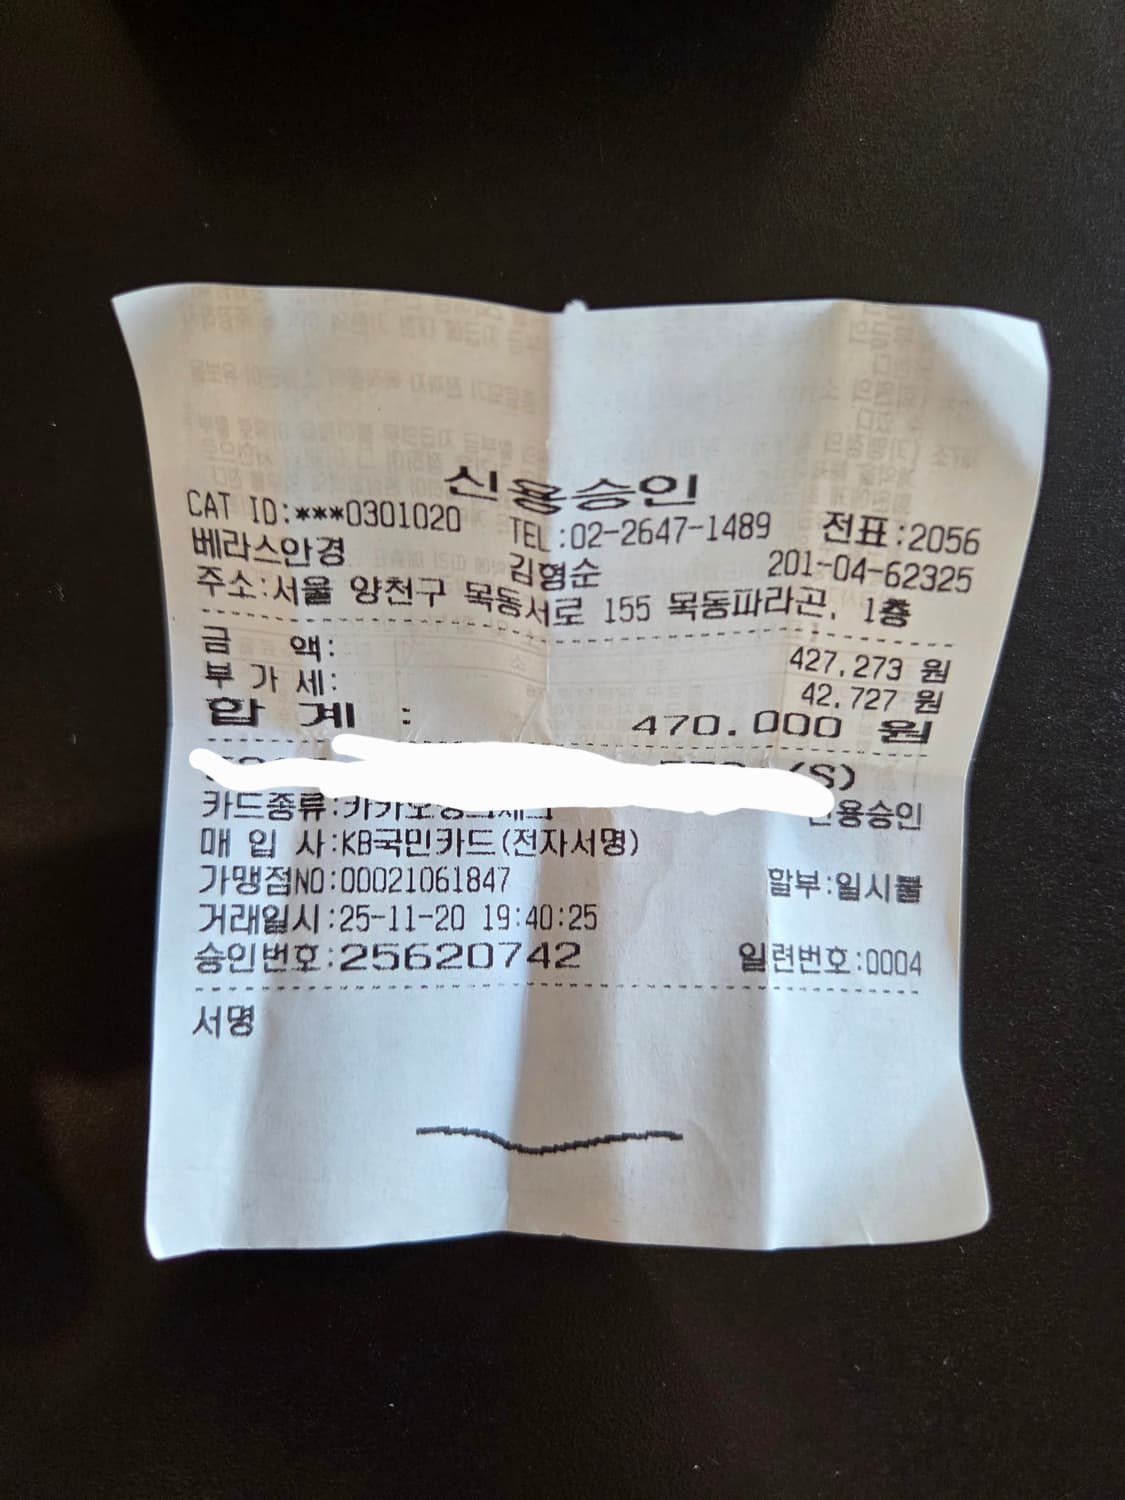 신용승인
CAT ID:***0301020 TEL:02-2647-1489 전표:2056
베라스안경 김형순 201-04-62325
주소:서울 양천구 목동서로 155 목동파라곤, 1층
금 액: 427,273 원
부 가 세: 42,727 원
합 계 : 470,000 원
(S)
카드종류: 신용승인
매 입 사:KB국민카드(전자서명)
가맹점NO:00021061847 할부:일시불
거래일시:25-11-20 19:40:25
승인번호:25620742 일련번호:0004
서명